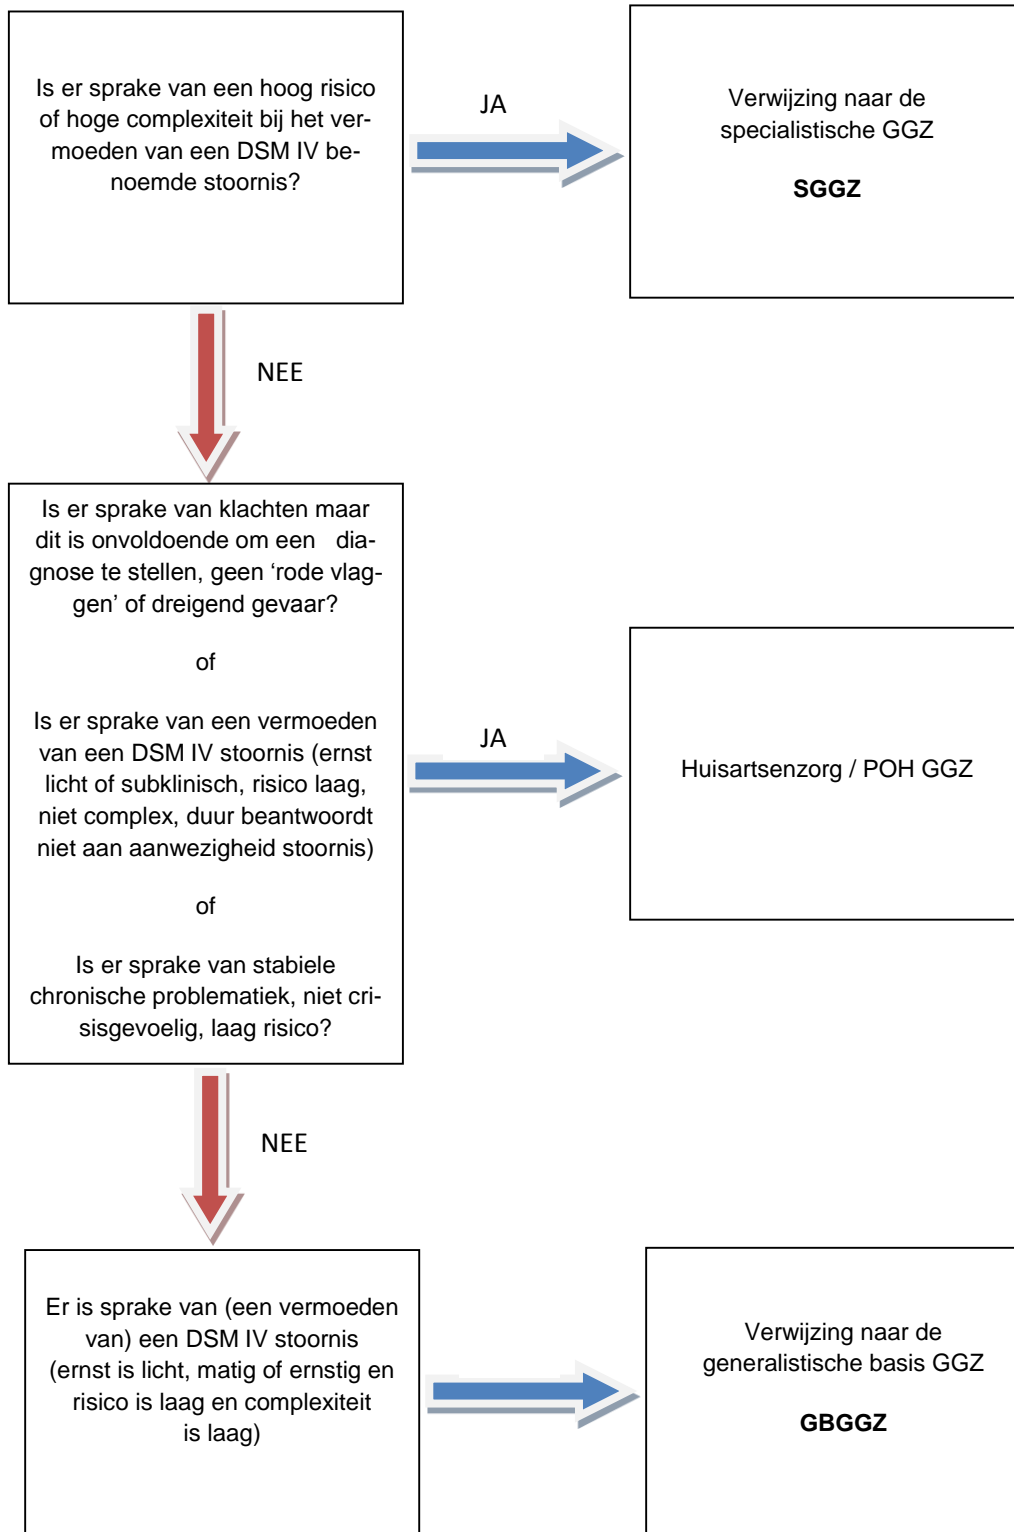 Is er sprake van een hoog risico
of hoge complexiteit bij het ver-
moeden van een DSM IV be-
noemde stoornis?
JA
Verwijzing naar de
specialistische GGZ
SGGZ
NEE
Is er sprake van klachten maar
dit is onvoldoende om een dia-
gnose te stellen, geen ‘rode vlag-
gen’ of dreigend gevaar?
of
Is er sprake van een vermoeden
van een DSM IV stoornis (ernst
licht of subklinisch, risico laag,
niet complex, duur beantwoordt
niet aan aanwezigheid stoornis)
of
Is er sprake van stabiele
chronische problematiek, niet cri-
sisgevoelig, laag risico?
JA
Huisartsenzorg / POH GGZ
NEE
Er is sprake van (een vermoeden
van) een DSM IV stoornis
(ernst is licht, matig of ernstig en
risico is laag en complexiteit
is laag)
Verwijzing naar de
generalistische basis GGZ
GBGGZ